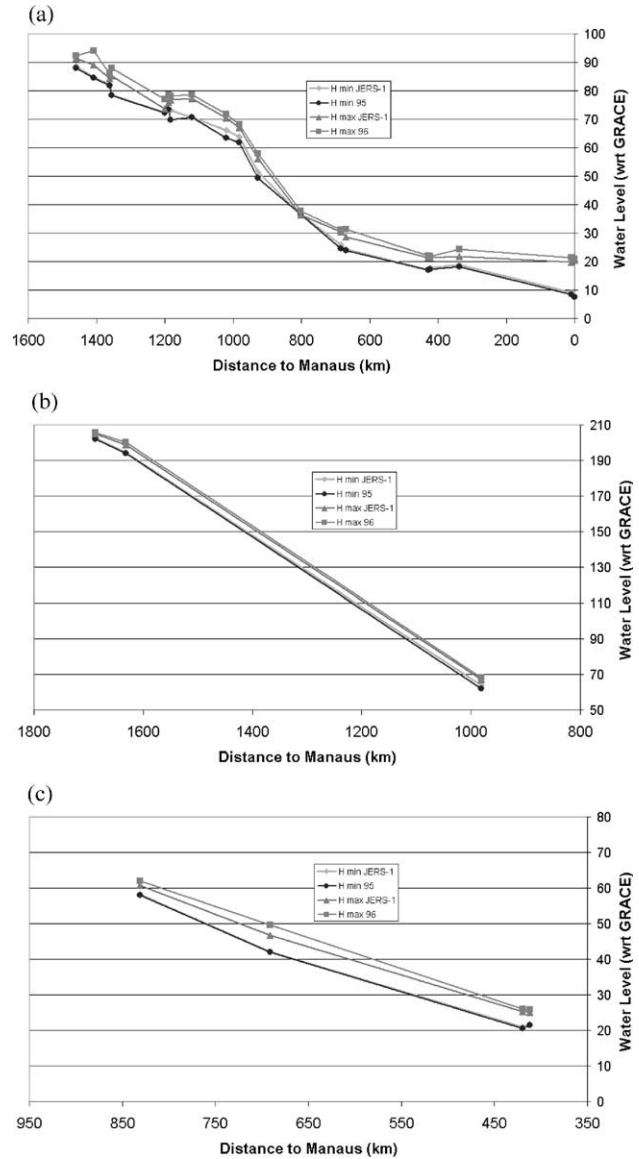 (a)
100
90
80
70
60
50
40
30
20
10
0
Water Level (wrt GRACE)
H min JERS-1
H min 95
H max JERS-1
H max 96
1600 1400 1200 1000 800 600 400 200 0
Distance to Manaus (km)
(b)
210
190
170
150
130
110
90
70
50
Water Level (wrt GRACE)
H min JERS-1
H min 95
H max JERS-1
H max 96
1800 1600 1400 1200 1000 800
Distance to Manaus (km)
(c)
80
70
60
50
40
30
20
10
0
Water Level (wrt GRACE)
H min JERS-1
H min 95
H max JERS-1
H max 96
950 850 750 650 550 450 350
Distance to Manaus (km)